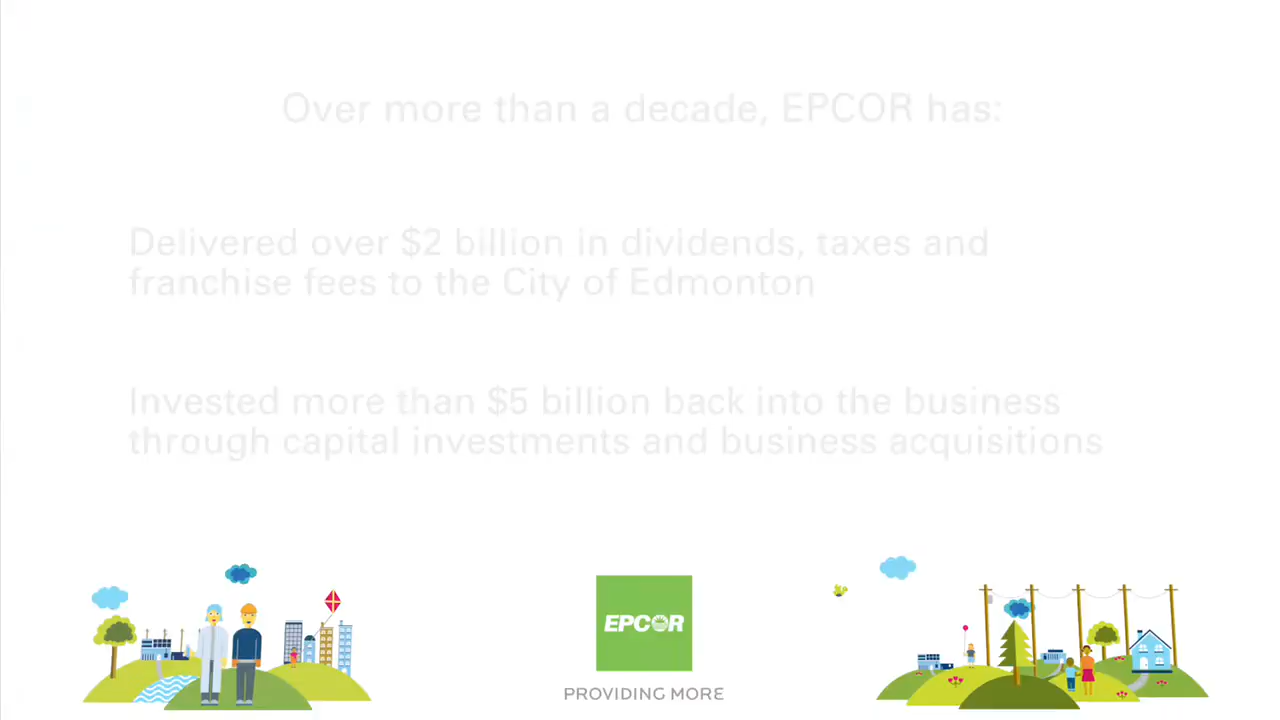 Over more than a decade, EPCOR has:
Delivered over $2 billion in dividends, taxes and
franchise fees to the City of Edmonton
Invested more than $5 billion back into the business
through capital investments and business acquisitions
EPCOR
PROVIDING MORE